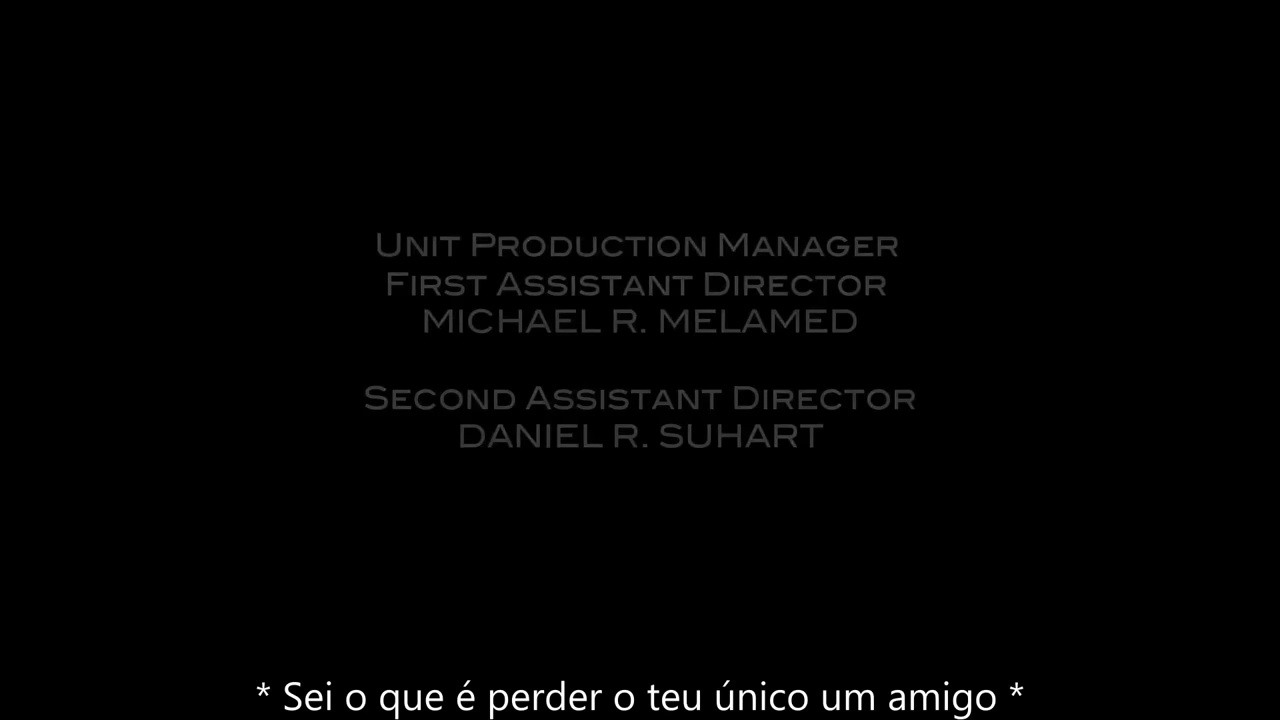 Unit Production Manager
First Assistant Director
MICHAEL R. MELAMED
Second Assistant Director
DANIEL R. SUHART
* Sei o que é perder o teu único um amigo *